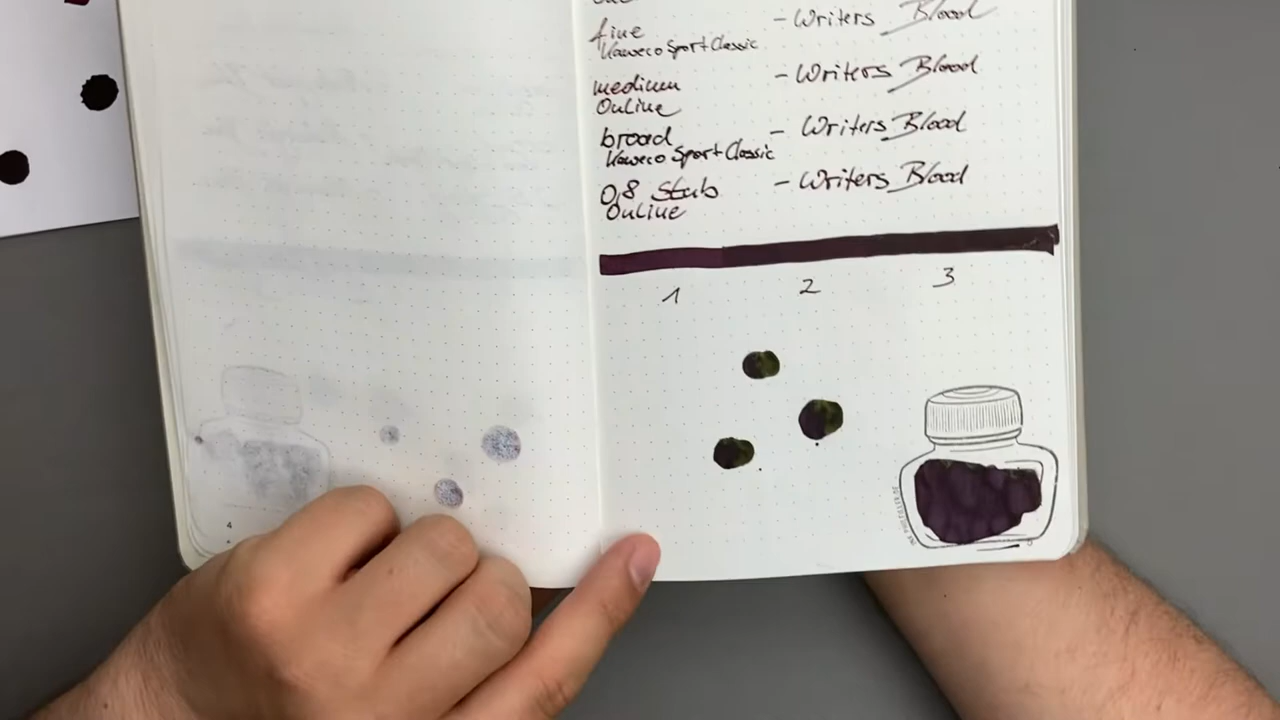 fine - Writers Blood
Kaweco Sport Classic
medium - Writers Blood
Online
broad - Writers Blood
Kaweco Sport Classic
0,8 Stub - Writers Blood
Online
1 2 3
4